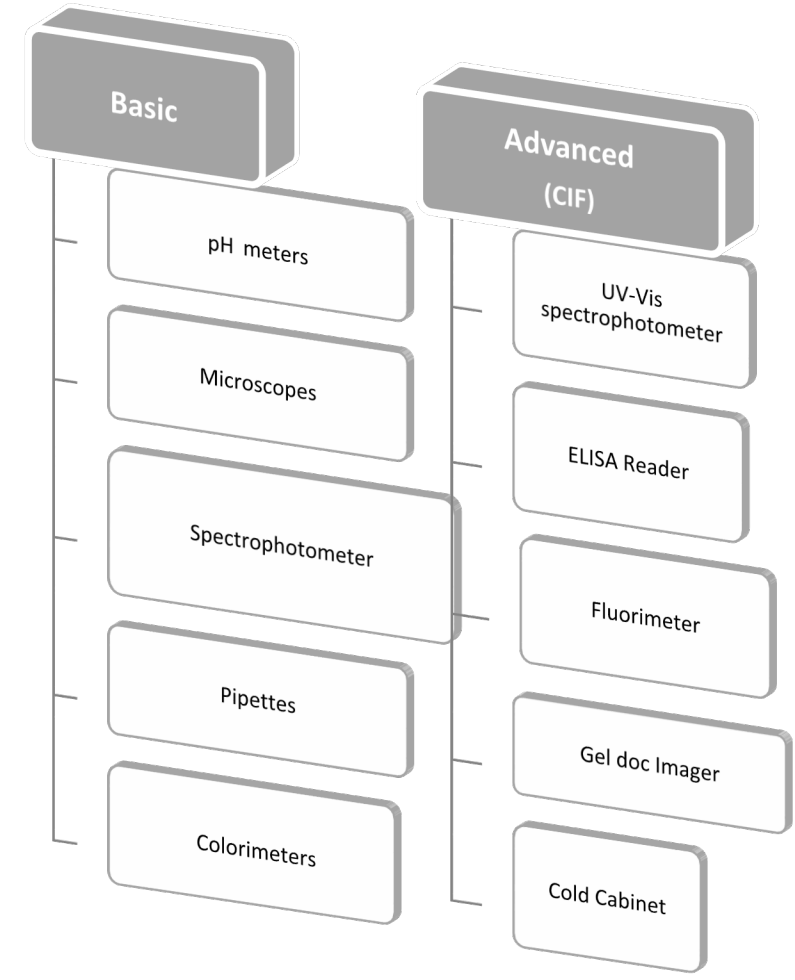 Basic
pH meters
Microscopes
Spectrophotometer
Pipettes
Colorimeters
Advanced
(CIF)
UV-Vis
spectrophotometer
ELISA Reader
Fluorimeter
Gel doc Imager
Cold Cabinet